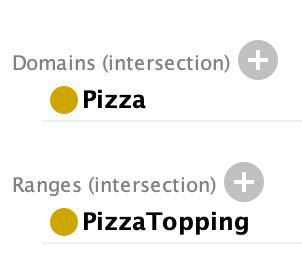 Domains (intersection)
Pizza
Ranges (intersection)
PizzaTopping